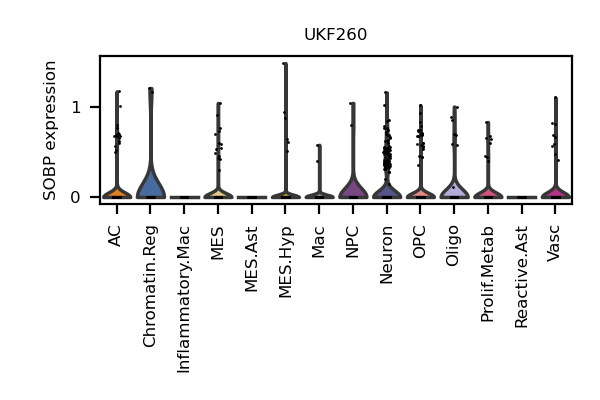 UKF260
SOBP expression
1
0
AC
Chromatin.Reg
Inflammatory.Mac
MES
MES.Ast
MES.Hyp
Mac
NPC
Neuron
OPC
Oligo
Prolif.Metab
Reactive.Ast
Vasc